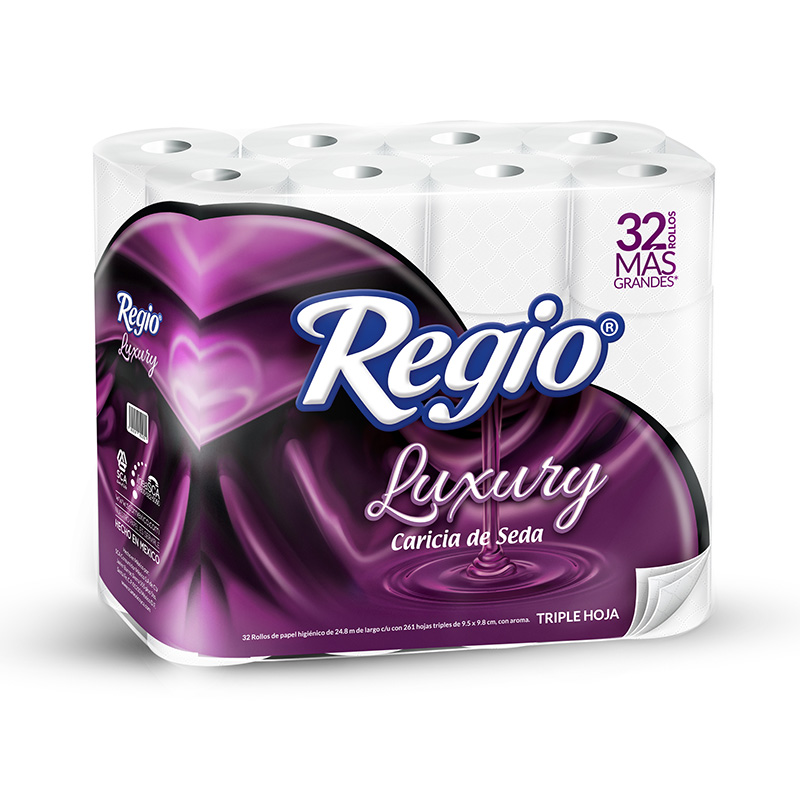 32 ROLLOS
MÁS
GRANDES*
Regio®
Luxury
Caricia de Seda
TRIPLE HOJA
32 Rollos de papel higiénico de 24.8 m de largo c/u con 261 hojas triples de 9.5 x 9.8 cm, con aroma.
Regio
Luxury
SCA
HECHO EN MÉXICO